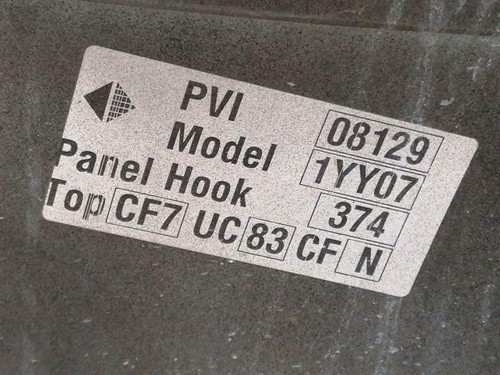 PVI 08129
Model 1YY07
Panel Hook 374
Top CF7 UC 83 CF N